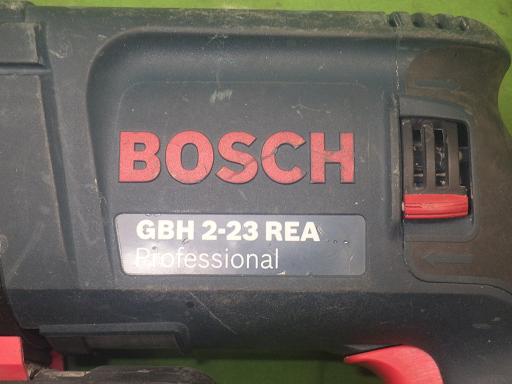 BOSCH
GBH 2-23 REA
Professional